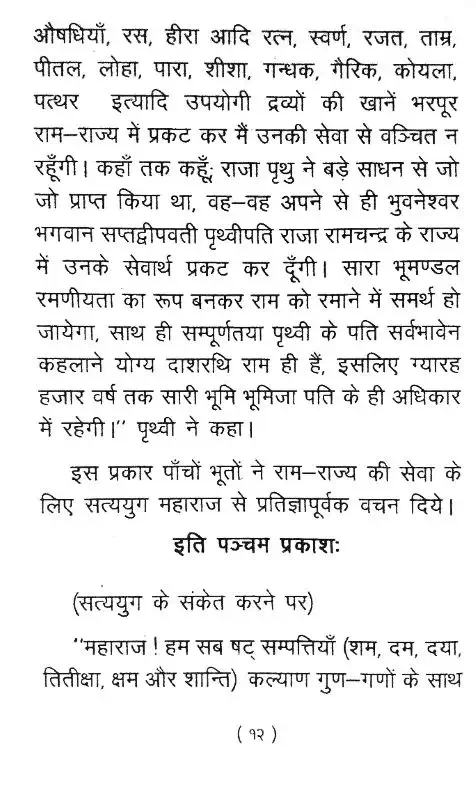 औषधियाँ, रस, हीरा आदि रत्न, स्वर्ण, रजत, ताम्र,
पीतल, लोहा, पारा, शीशा, गन्धक, गैरिक, कोयला,
पत्थर इत्यादि उपयोगी द्रव्यों की खानें भरपूर
राम–राज्य में प्रकट कर मैं उनकी सेवा से वञ्चित न
रहूँगी। कहाँ तक कहूँ; राजा पृथु ने बड़े साधन से जो
जो प्राप्त किया था, वह–वह अपने से ही भुवनेश्वर
भगवान सप्तद्वीपवती पृथ्वीपति राजा रामचन्द्र के राज्य
में उनके सेवार्थ प्रकट कर दूँगी। सारा भूमण्डल
रमणीयता का रूप बनकर राम को रमाने में समर्थ हो
जायेगा, साथ ही सम्पूर्णतया पृथ्वी के पति सर्वभावेन
कहलाने योग्य दाशरथि राम ही हैं, इसलिए ग्यारह
हजार वर्ष तक सारी भूमि भूमिजा पति के ही अधिकार
में रहेगी।'' पृथ्वी ने कहा।
इस प्रकार पाँचों भूतों ने राम–राज्य की सेवा के
लिए सत्ययुग महाराज से प्रतिज्ञापूर्वक वचन दिये।
इति पञ्चम प्रकाशः
(सत्ययुग के संकेत करने पर)
''महाराज ! हम सब षट् सम्पत्तियाँ (शम, दम, दया,
तितीक्षा, क्षम और शान्ति) कल्याण गुण–गणों के साथ
( १२ )